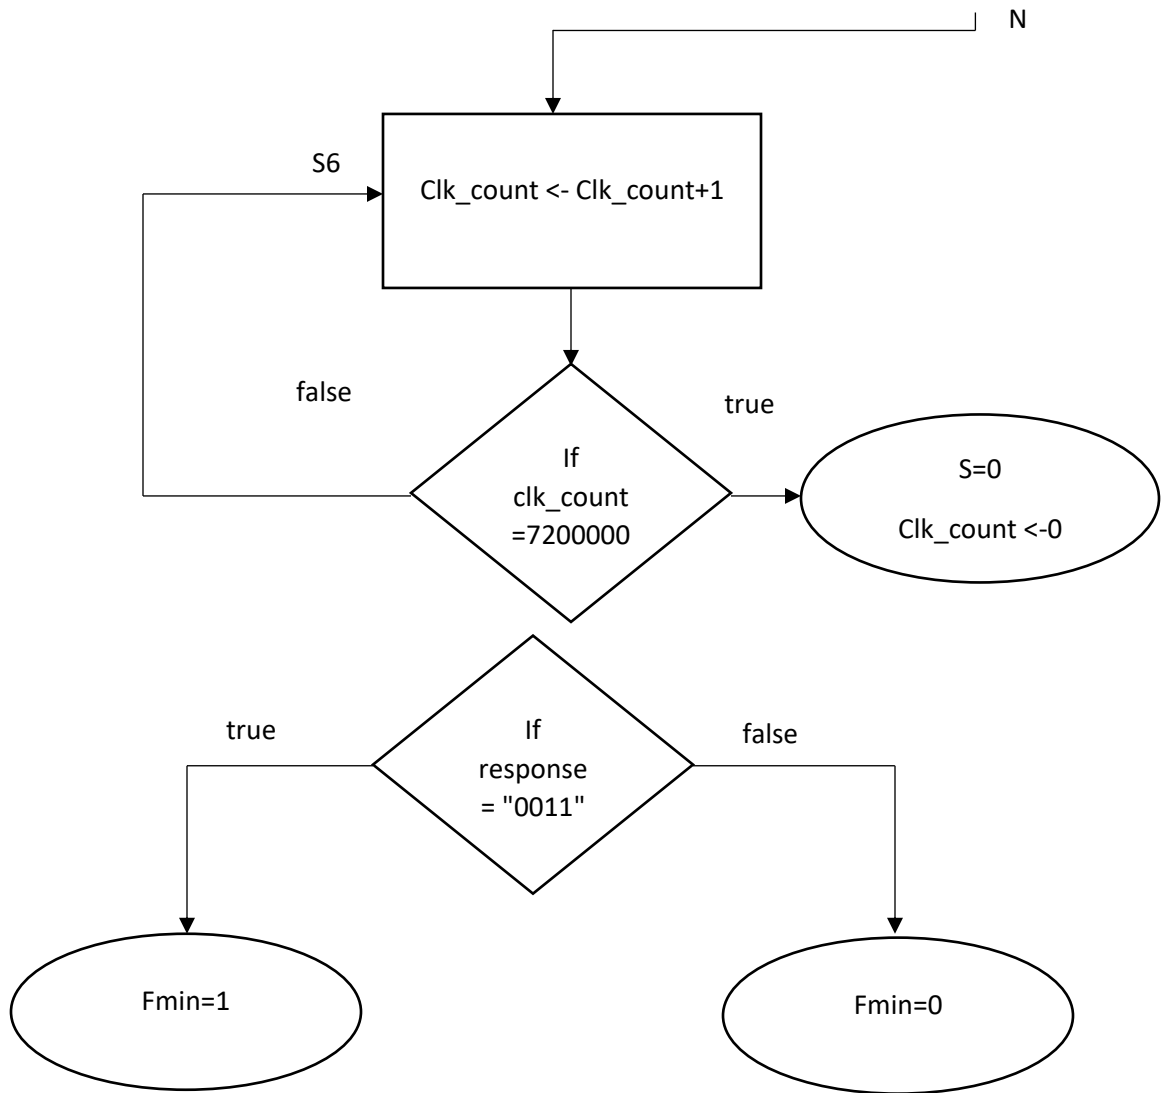 N
S6
Clk_count <- Clk_count+1
false
true
If
clk_count
=7200000
S=0
Clk_count <-0
true
If
response
= "0011"
false
Fmin=1
Fmin=0